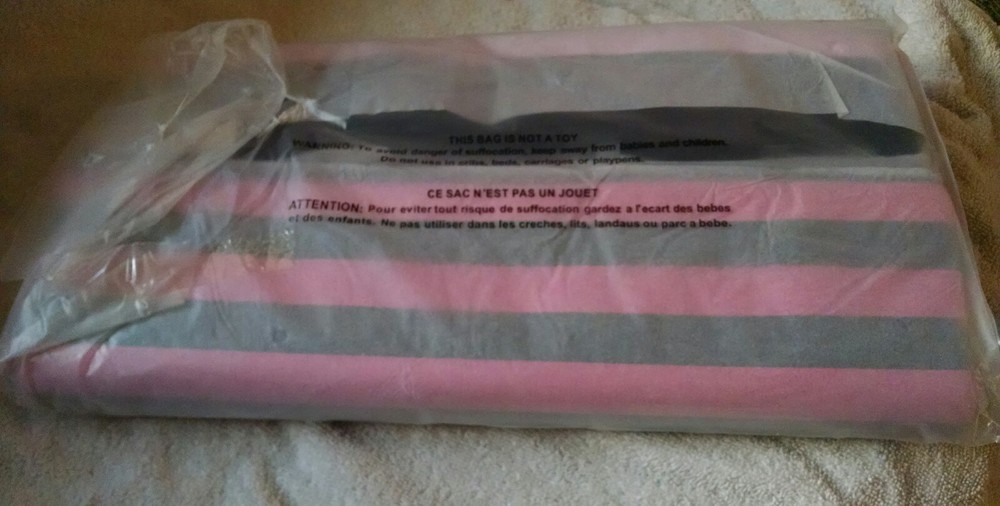 THIS BAG IS NOT A TOY
WARNING: To avoid danger of suffocation, keep away from babies and children.
Do not use in cribs, beds, carriages or playpens.
CE SAC N'EST PAS UN JOUET
ATTENTION: Pour eviter tout risque de suffocation gardez a l'ecart des bebes
et des enfants. Ne pas utiliser dans les creches, lits, landaus ou parc a bebe.